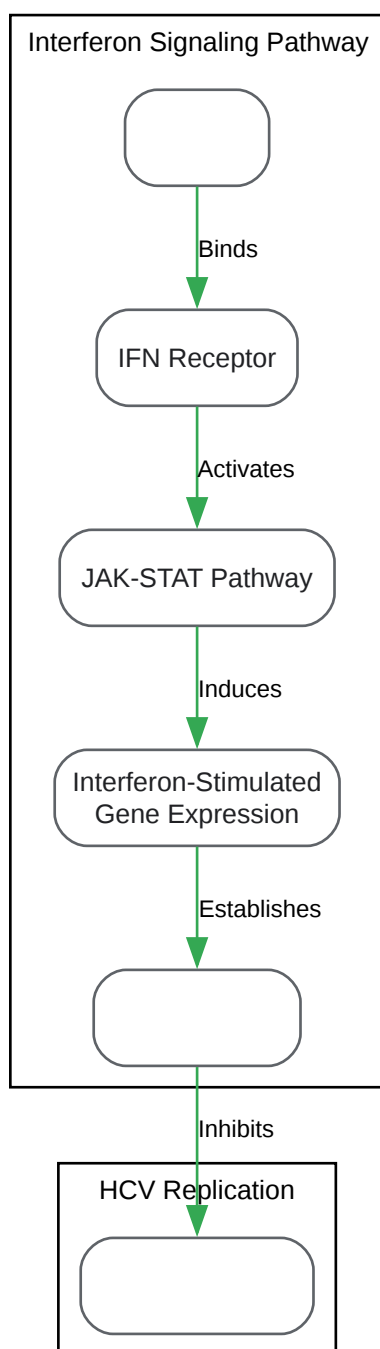 Interferon Signaling Pathway
Binds
IFN Receptor
Activates
JAK-STAT Pathway
Induces
Interferon-Stimulated
Gene Expression
Establishes
Inhibits
HCV Replication